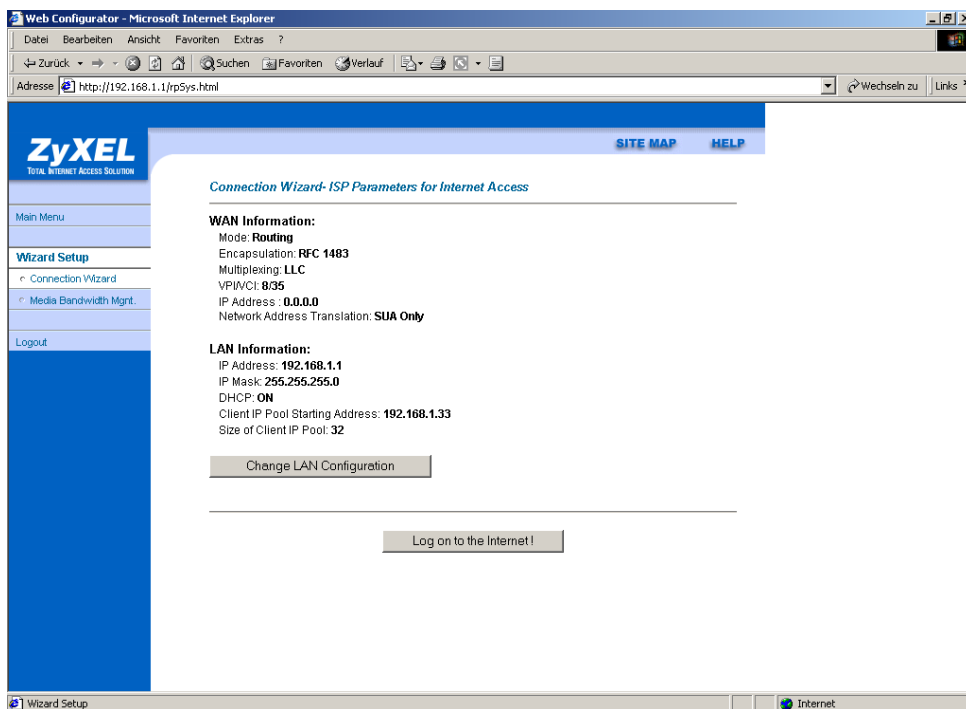 Web Configurator - Microsoft Internet Explorer
Datei Bearbeiten Ansicht Favoriten Extras ?
Zurück Suchen Favoriten Verlauf
Adresse http://192.168.1.1/rpSys.html Wechseln zu Links
ZyXEL
TOTAL INTERNET ACCESS SOLUTION
SITE MAP HELP
Main Menu
Wizard Setup
Connection Wizard
Media Bandwidth Mgnt.
Logout
Connection Wizard- ISP Parameters for Internet Access
WAN Information:
Mode: Routing
Encapsulation: RFC 1483
Multiplexing: LLC
VPI/VCI: 8/35
IP Address : 0.0.0.0
Network Address Translation: SUA Only
LAN Information:
IP Address: 192.168.1.1
IP Mask: 255.255.255.0
DHCP: ON
Client IP Pool Starting Address: 192.168.1.33
Size of Client IP Pool: 32
Change LAN Configuration
Log on to the Internet !
Wizard Setup Internet